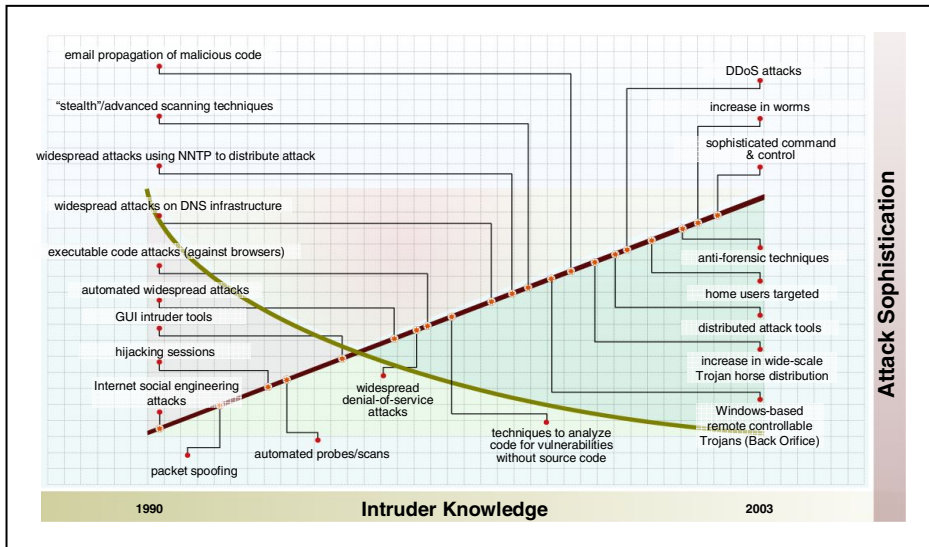 email propagation of malicious code
“stealth”/advanced scanning techniques
widespread attacks using NNTP to distribute attack
widespread attacks on DNS infrastructure
executable code attacks (against browsers)
automated widespread attacks
GUI intruder tools
hijacking sessions
Internet social engineering
attacks
packet spoofing
automated probes/scans
widespread
denial-of-service
attacks
techniques to analyze
code for vulnerabilities
without source code
DDoS attacks
increase in worms
sophisticated command
& control
anti-forensic techniques
home users targeted
distributed attack tools
increase in wide-scale
Trojan horse distribution
Windows-based
remote controllable
Trojans (Back Orifice)
Attack Sophistication
1990
Intruder Knowledge
2003